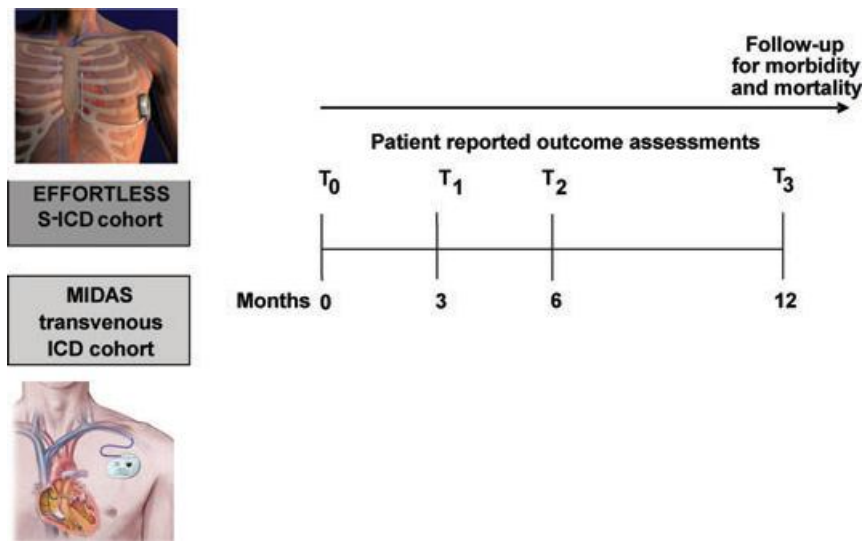 Follow-up
for morbidity
and mortality
Patient reported outcome assessments
T0 T1 T2 T3
EFFORTLESS
S-ICD cohort
MIDAS
transvenous
ICD cohort
Months 0 3 6 12